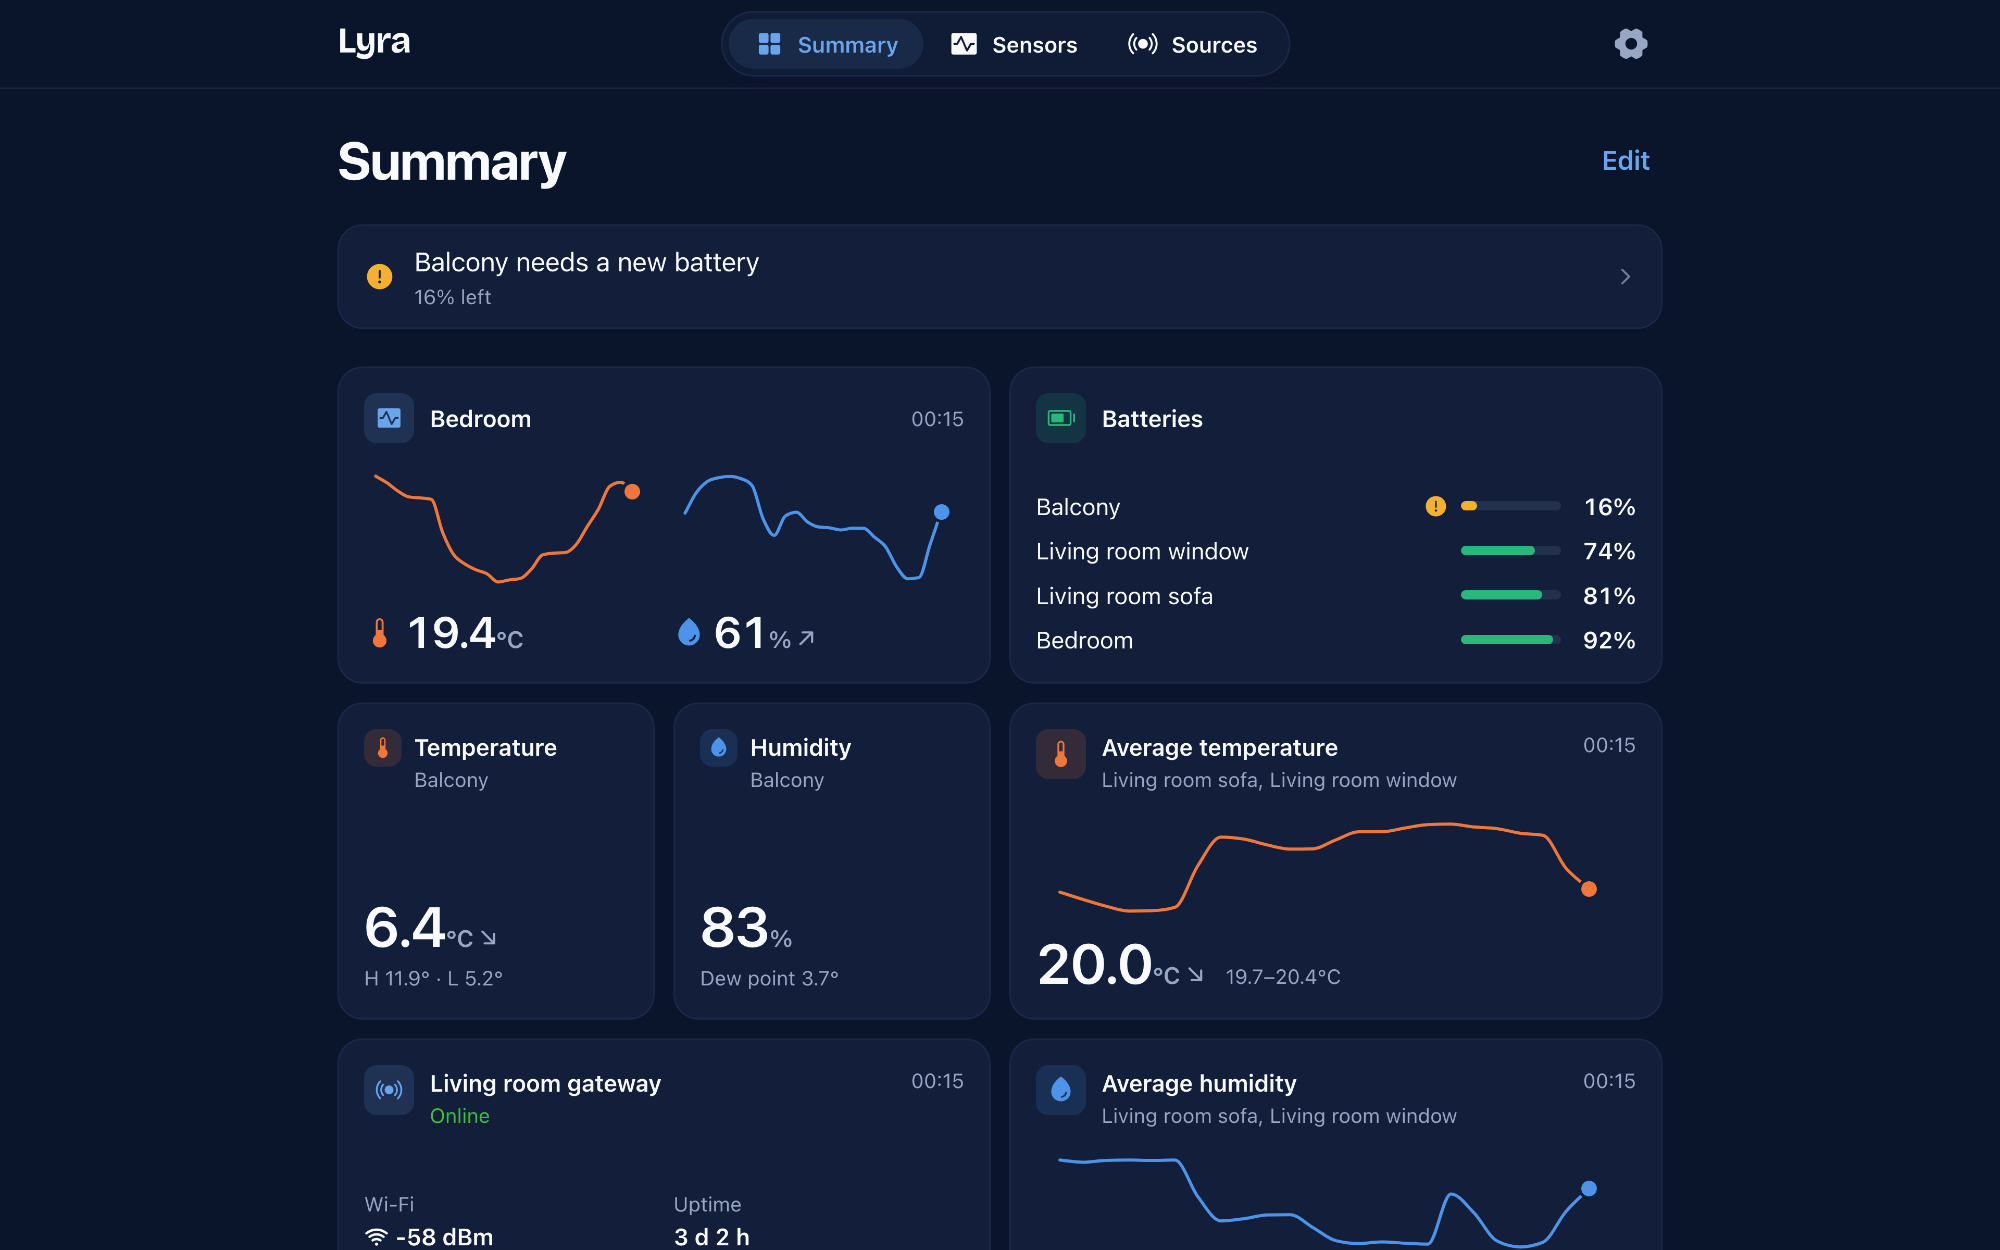 Lyra
Summary
Sensors
Sources
Summary
Edit
Balcony needs a new battery
16% left
Bedroom
00:15
19.4°C
61% ↗
Batteries
Balcony
16%
Living room window
74%
Living room sofa
81%
Bedroom
92%
Temperature
Balcony
6.4°C ↘
H 11.9° · L 5.2°
Humidity
Balcony
83%
Dew point 3.7°
Average temperature
00:15
Living room sofa, Living room window
20.0°C ↘
19.7–20.4°C
Living room gateway
00:15
Online
Wi-Fi
-58 dBm
Uptime
3 d 2 h
Average humidity
00:15
Living room sofa, Living room window